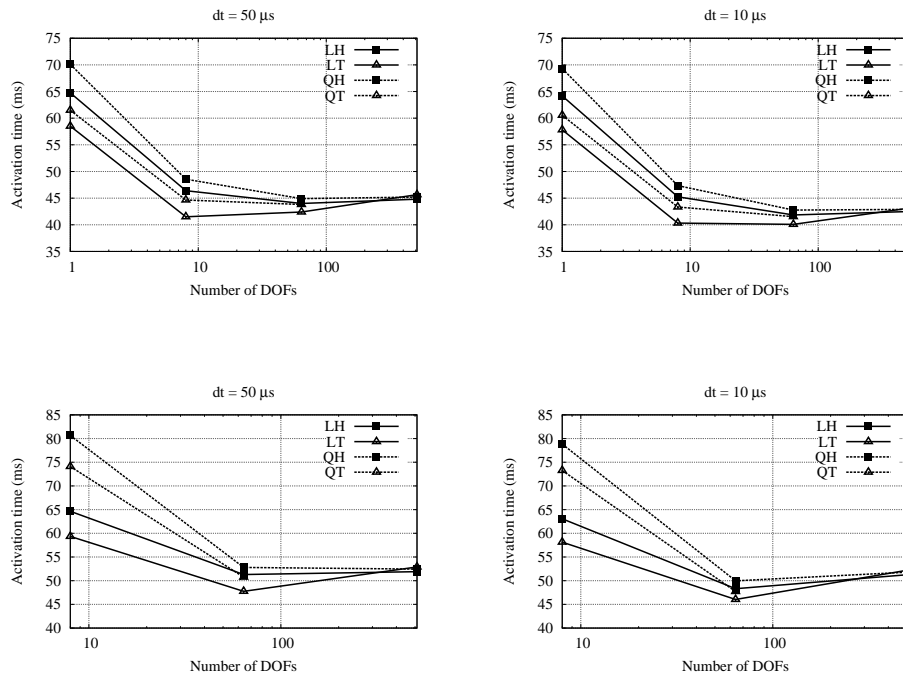 dt = 50 µs
75
70
65
60
55
50
45
40
35
1 10 100
Activation time (ms)
Number of DOFs
LH
LT
QH
QT
dt = 10 µs
75
70
65
60
55
50
45
40
35
1 10 100
Activation time (ms)
Number of DOFs
LH
LT
QH
QT
dt = 50 µs
85
80
75
70
65
60
55
50
45
40
10 100
Activation time (ms)
Number of DOFs
LH
LT
QH
QT
dt = 10 µs
85
80
75
70
65
60
55
50
45
40
10 100
Activation time (ms)
Number of DOFs
LH
LT
QH
QT